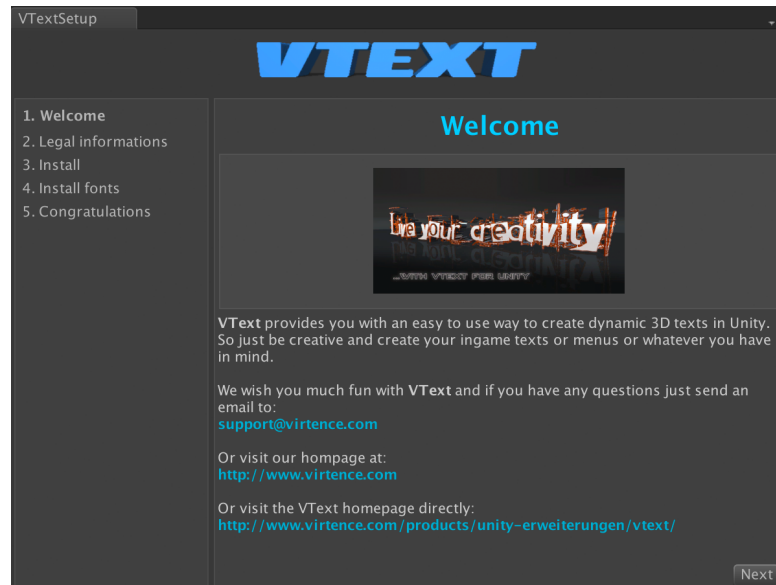 VTextSetup
VTEXT
1. Welcome
2. Legal informations
3. Install
4. Install fonts
5. Congratulations
Welcome
live your creativity!
...WITH VTEXT FOR UNITY
VText provides you with an easy to use way to create dynamic 3D texts in Unity.
So just be creative and create your ingame texts or menus or whatever you have
in mind.
We wish you much fun with VText and if you have any questions just send an
email to:
support@virtence.com
Or visit our hompage at:
http://www.virtence.com
Or visit the VText homepage directly:
http://www.virtence.com/products/unity-erweiterungen/vtext/
Next